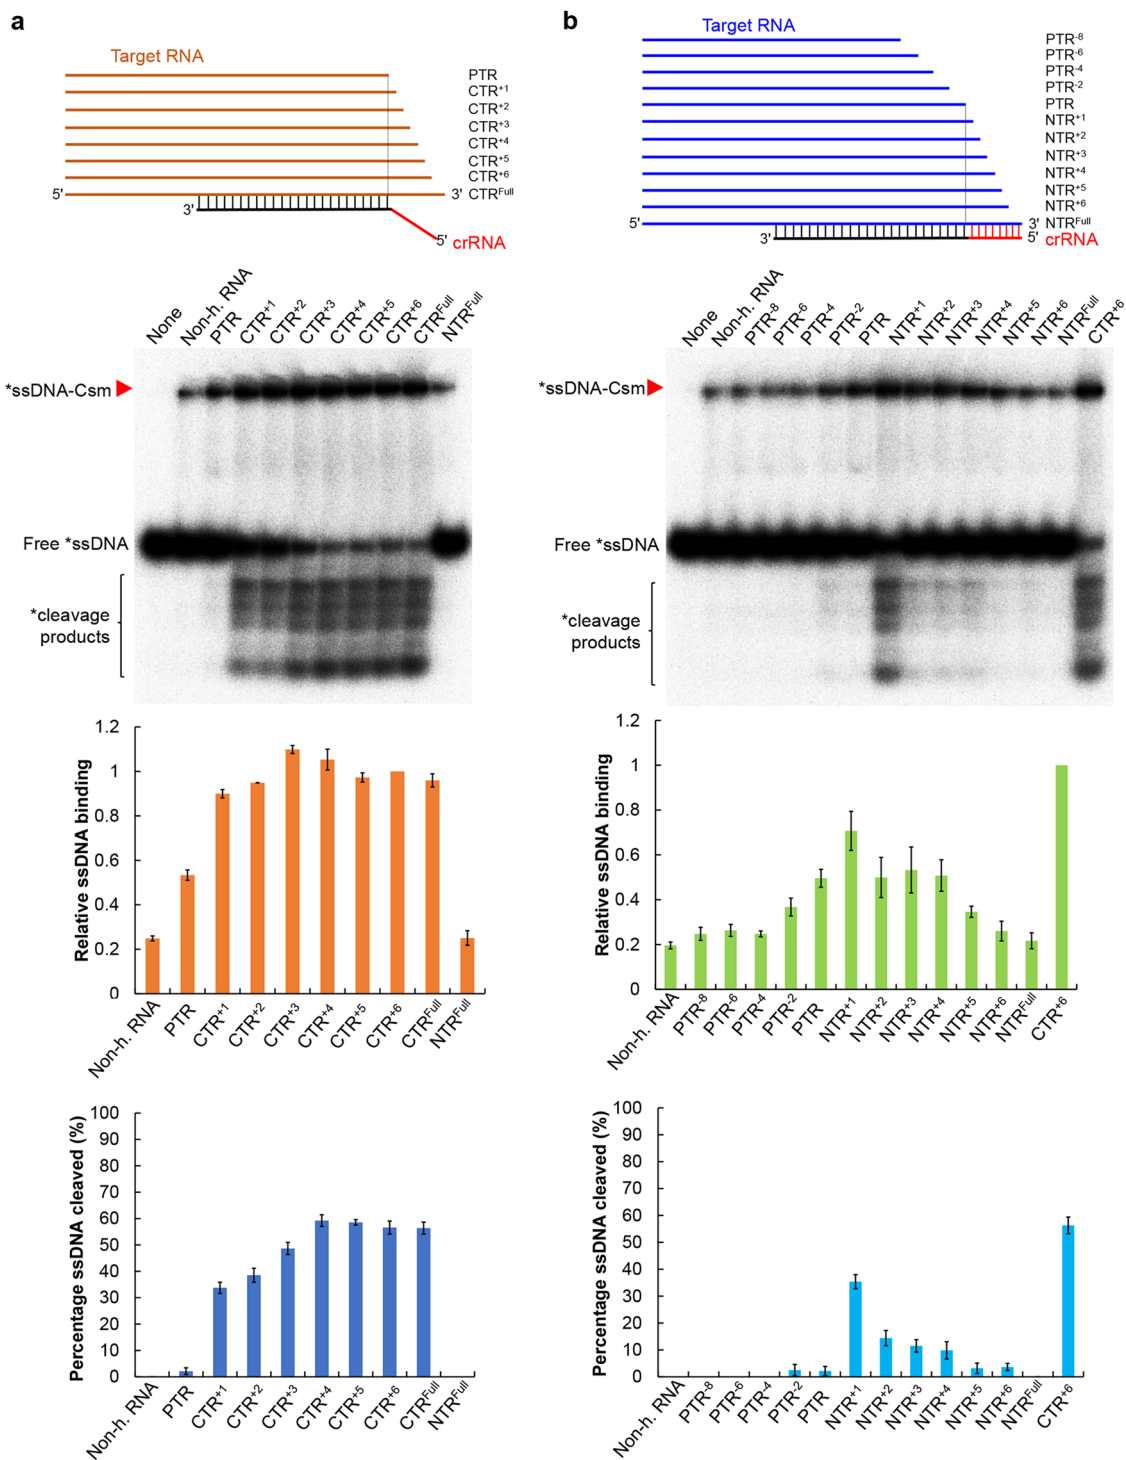 a
Target RNA
PTR
CTR+1
CTR+2
CTR+3
CTR+4
CTR+5
CTR+6
5' 3' CTRFull
3'
5' crRNA
None
Non-h. RNA
PTR
CTR+1
CTR+2
CTR+3
CTR+4
CTR+5
CTR+6
CTRFull
NTRFull
*ssDNA-Csm
Free *ssDNA
*cleavage
products
Relative ssDNA binding
1.2
1
0.8
0.6
0.4
0.2
0
Non-h. RNA
PTR
CTR+1
CTR+2
CTR+3
CTR+4
CTR+5
CTR+6
CTRFull
NTRFull
Percentage ssDNA cleaved (%)
100
90
80
70
60
50
40
30
20
10
0
Non-h. RNA
PTR
CTR+1
CTR+2
CTR+3
CTR+4
CTR+5
CTR+6
CTRFull
NTRFull
b
Target RNA
PTR-8
PTR-6
PTR-4
PTR-2
PTR
NTR+1
NTR+2
NTR+3
NTR+4
NTR+5
NTR+6
5' 3' NTRFull
3' 5' crRNA
None
Non-h. RNA
PTR-8
PTR-6
PTR-4
PTR-2
PTR
NTR+1
NTR+2
NTR+3
NTR+4
NTR+5
NTR+6
NTRFull
CTR+6
*ssDNA-Csm
Free *ssDNA
*cleavage
products
Relative ssDNA binding
1.2
1
0.8
0.6
0.4
0.2
0
Non-h. RNA
PTR-8
PTR-6
PTR-4
PTR-2
PTR
NTR+1
NTR+2
NTR+3
NTR+4
NTR+5
NTR+6
NTRFull
CTR+6
Percentage ssDNA cleaved (%)
100
90
80
70
60
50
40
30
20
10
0
Non-h. RNA
PTR-8
PTR-6
PTR-4
PTR-2
PTR
NTR+1
NTR+2
NTR+3
NTR+4
NTR+5
NTR+6
NTRFull
CTR+6